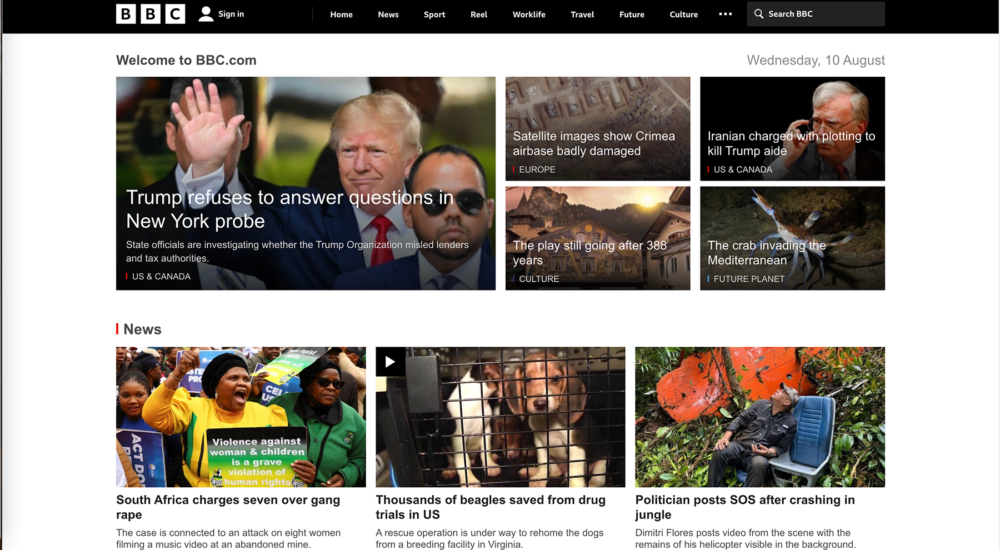 BBC
Sign in
Home
News
Sport
Reel
Worklife
Travel
Future
Culture
Search BBC
Welcome to BBC.com
Wednesday, 10 August
Trump refuses to answer questions in
New York probe
State officials are investigating whether the Trump Organization misled lenders
and tax authorities.
US & CANADA
Satellite images show Crimea
airbase badly damaged
EUROPE
Iranian charged with plotting to
kill Trump aide
US & CANADA
The play still going after 388
years
CULTURE
The crab invading the
Mediterranean
FUTURE PLANET
News
ACT
Violence against
woman & children
is a grave
violation of
human rights
South Africa charges seven over gang
rape
The case is connected to an attack on eight women
filming a music video at an abandoned mine.
Thousands of beagles saved from drug
trials in US
A rescue operation is under way to rehome the dogs
from a breeding facility in Virginia.
Politician posts SOS after crashing in
jungle
Dimitri Flores posts video from the scene with the
remains of his helicopter visible in the background.